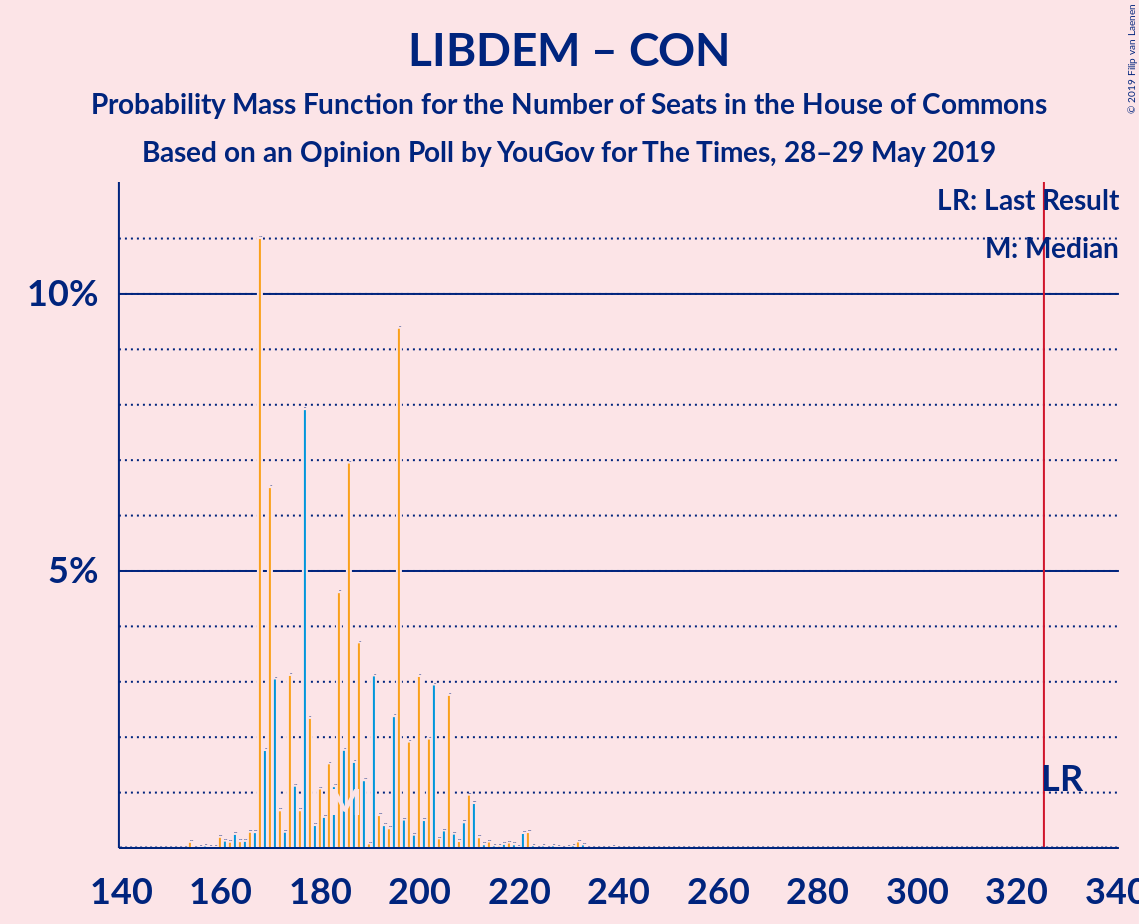 LIBDEM – CON
Probability Mass Function for the Number of Seats in the House of Commons
Based on an Opinion Poll by YouGov for The Times, 28–29 May 2019
© 2019 Filip van Laenen
LR: Last Result
M: Median
10%
5%
M
LR
140 160 180 200 220 240 260 280 300 320 340